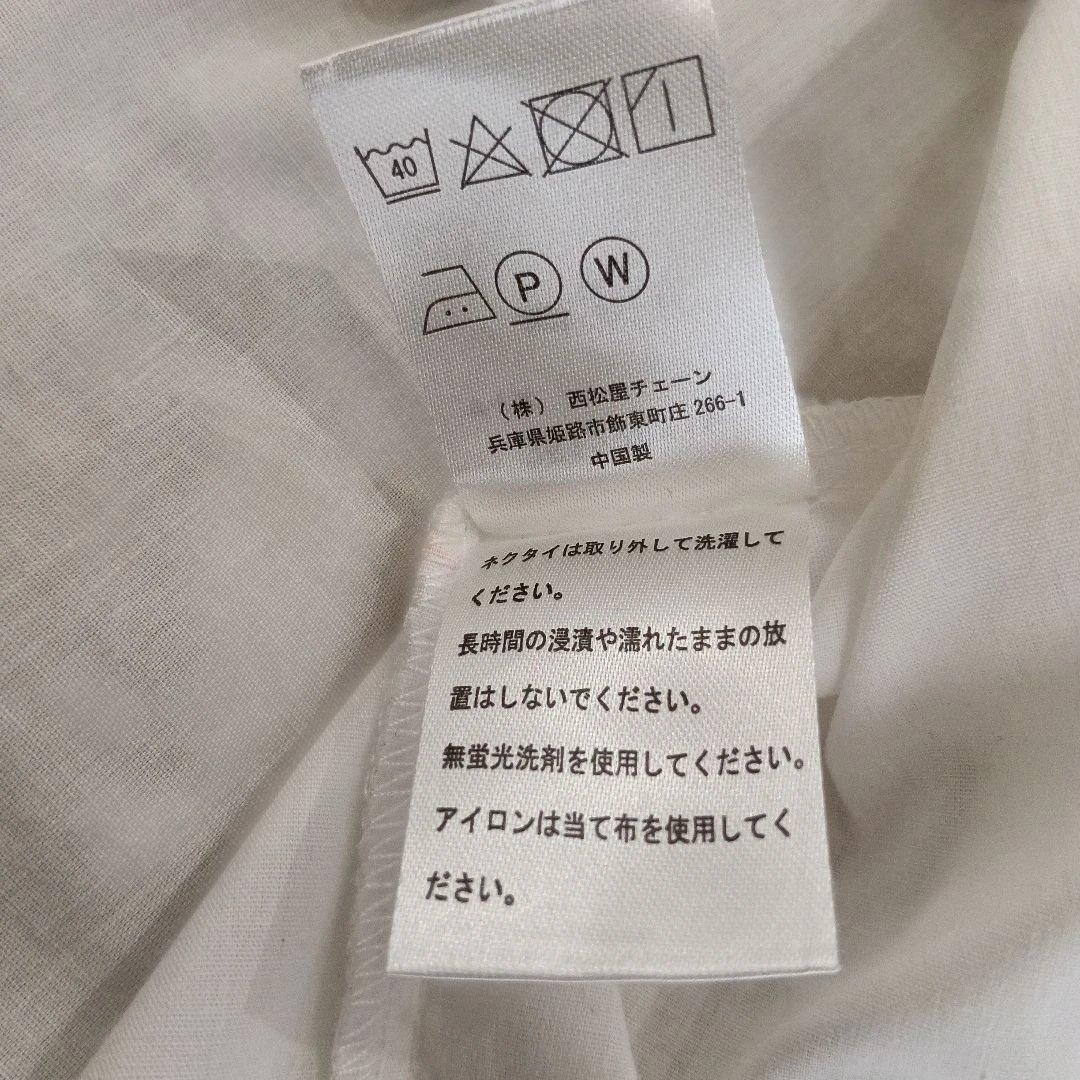 40
P W
（株） 西松屋チェーン
兵庫県姫路市飾東町庄 266-1
中国製
ネクタイは取り外して洗濯して
ください。
長時間の浸漬や濡れたままの放
置はしないでください。
無蛍光洗剤を使用してください。
アイロンは当て布を使用してく
ださい。